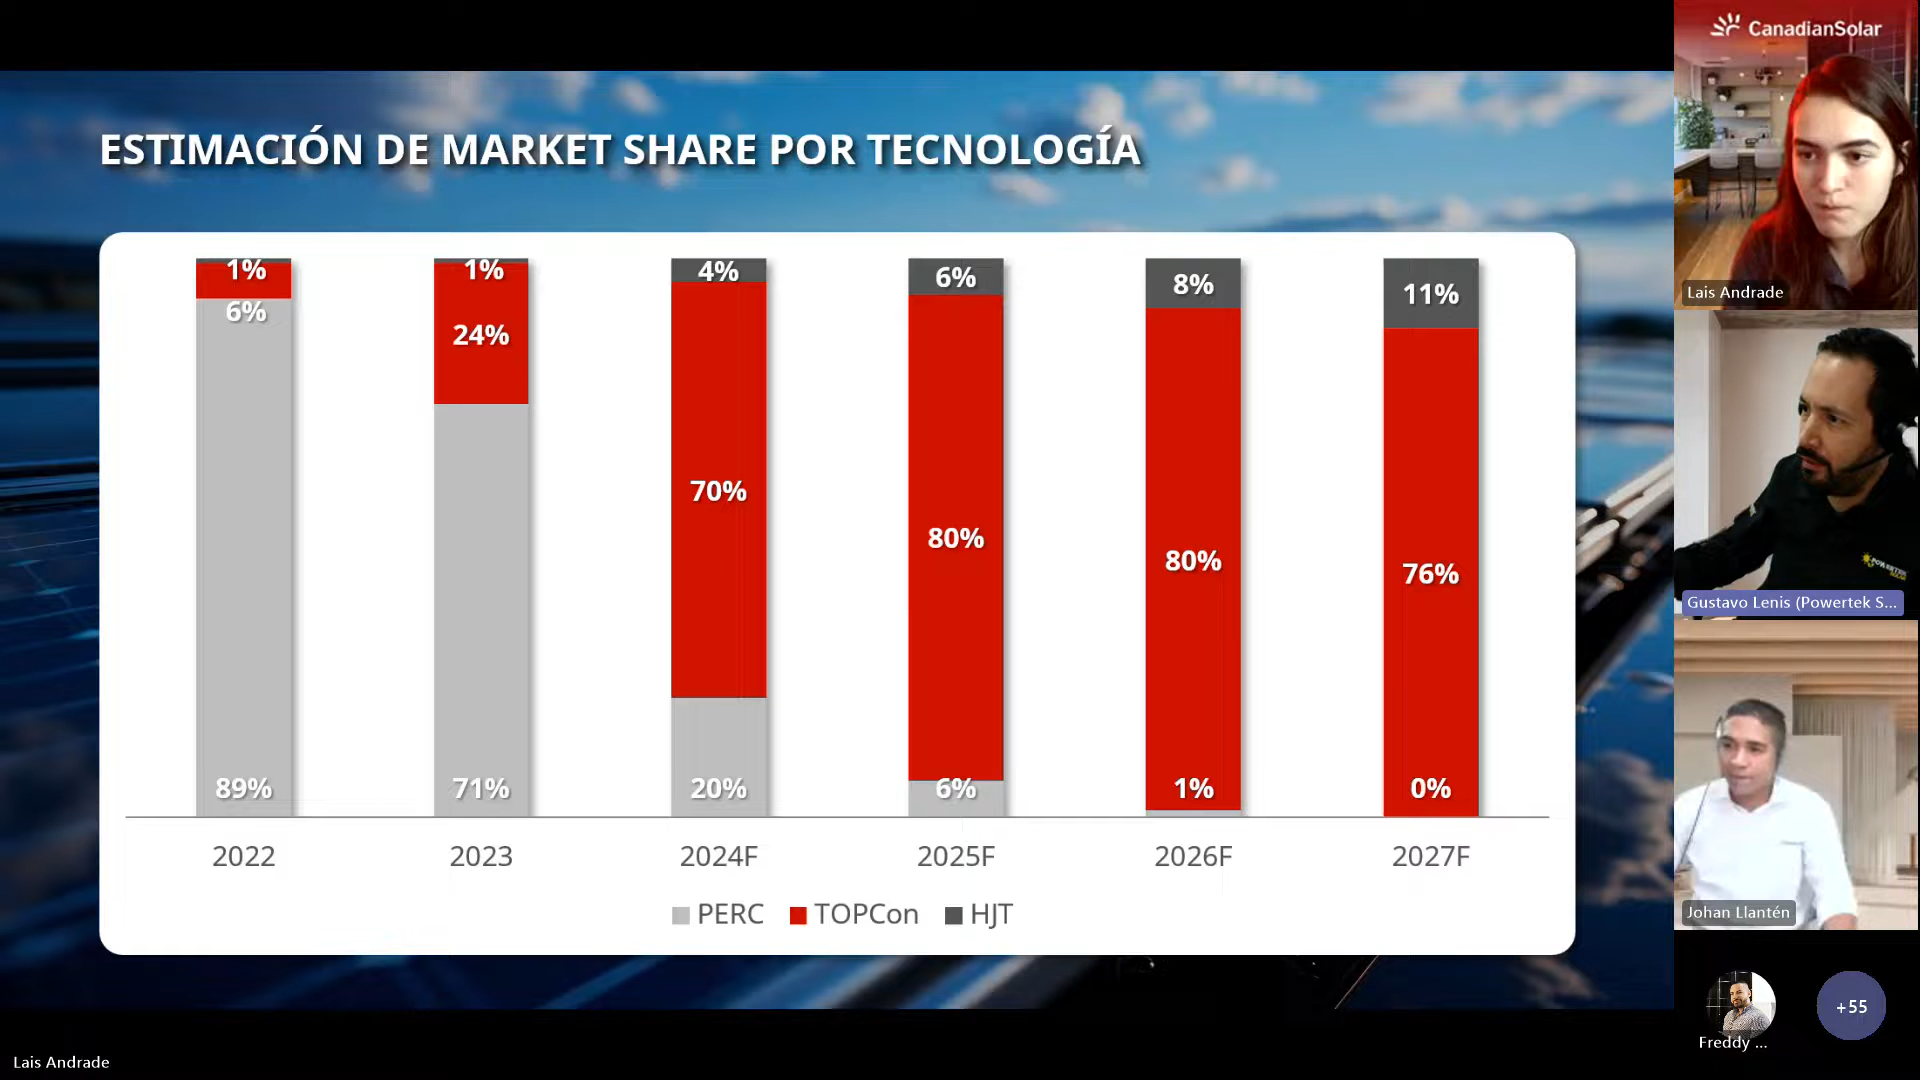 ESTIMACIÓN DE MARKET SHARE POR TECNOLOGÍA
1% 1% 4% 6% 8% 11%
6% 24% 70% 80% 80% 76%
89% 71% 20% 6% 1% 0%
2022 2023 2024F 2025F 2026F 2027F
PERC TOPCon HJT
CanadianSolar
Lais Andrade
POWERTEK
SOLAR
Gustavo Lenis (Powertek S...
Johan Llantén
Freddy ...
+55
Lais Andrade